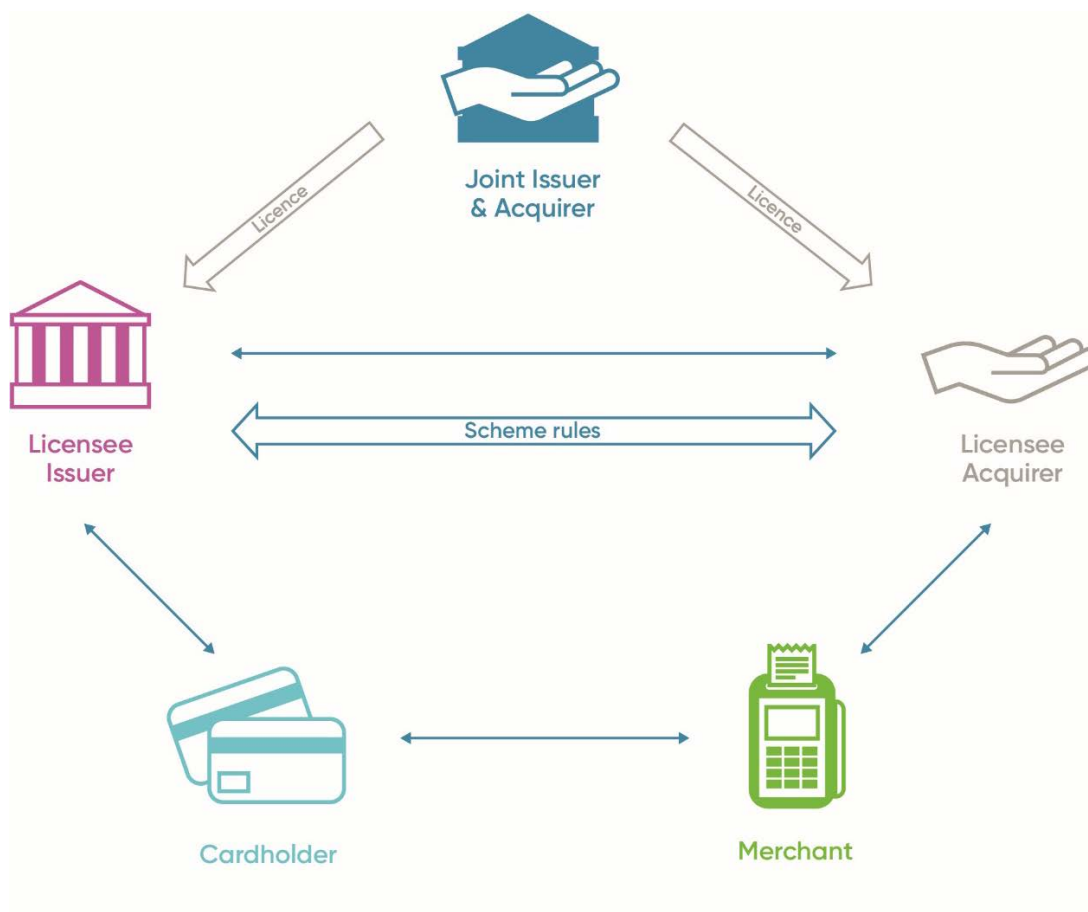 Joint Issuer
& Acquirer
Licence
Licence
Scheme rules
Licensee
Issuer
Licensee
Acquirer
Cardholder
Merchant